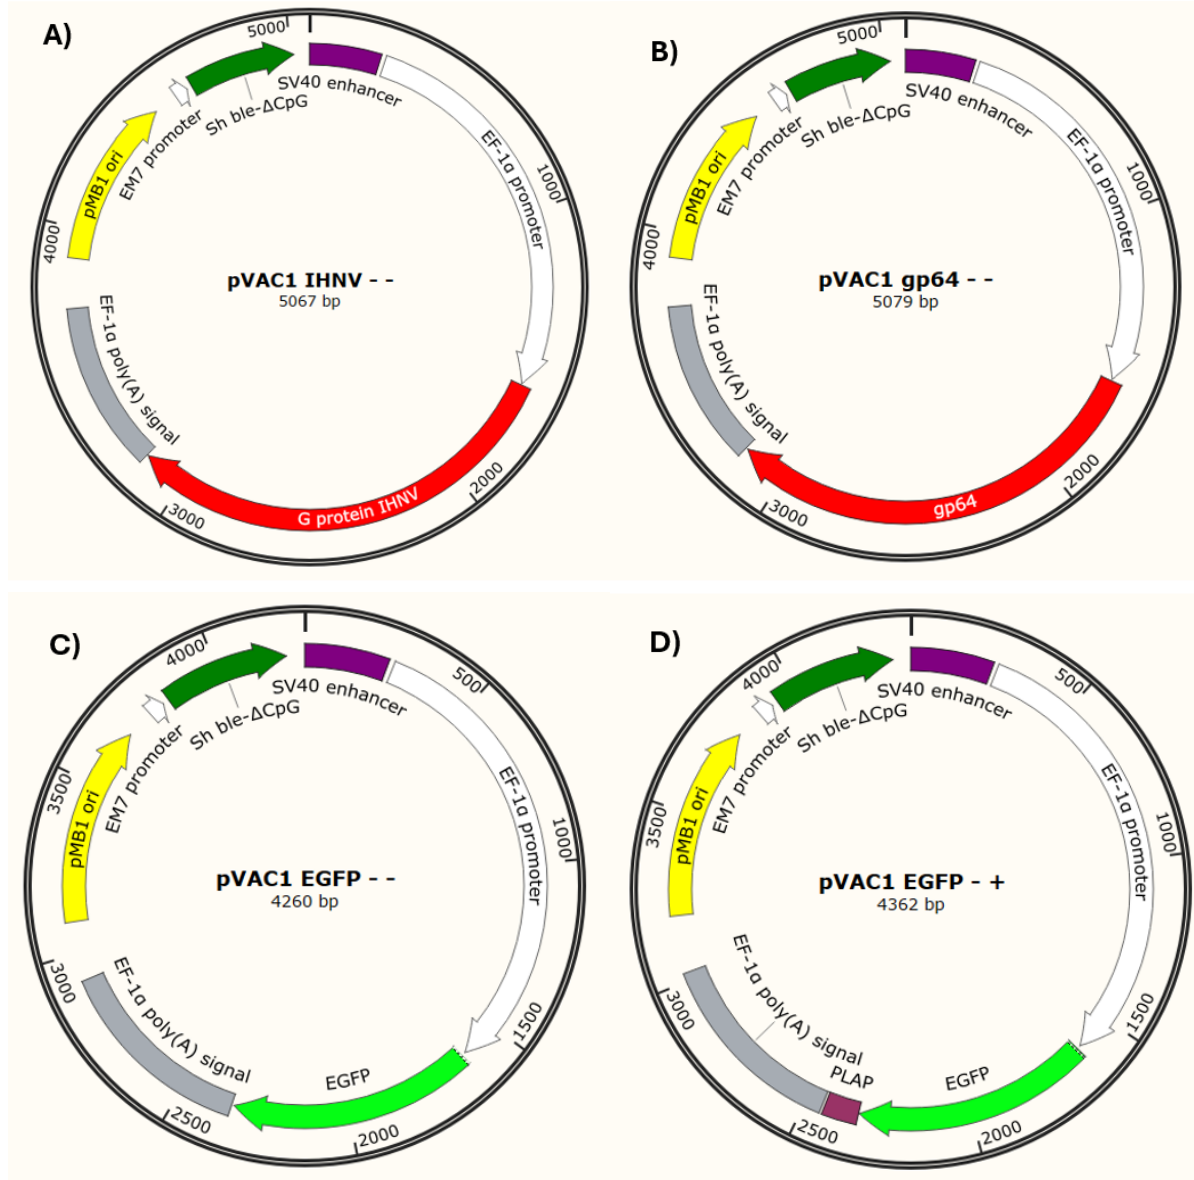 A)
5000
SV40 enhancer
Sh ble-ΔCpG
EM7 promoter
pMB1 ori
4000
EF-1α promoter
1000
pVAC1 IHNV - -
5067 bp
EF-1α poly(A) signal
2000
G protein IHNV
3000
B)
5000
SV40 enhancer
Sh ble-ΔCpG
EM7 promoter
pMB1 ori
4000
EF-1α promoter
1000
pVAC1 gp64 - -
5079 bp
EF-1α poly(A) signal
2000
gp64
3000
C)
4000
SV40 enhancer
500
Sh ble-ΔCpG
EM7 promoter
3500
pMB1 ori
EF-1α promoter
1000
pVAC1 EGFP - -
4260 bp
3000
EF-1α poly(A) signal
1500
EGFP
2500
2000
D)
4000
SV40 enhancer
500
Sh ble-ΔCpG
EM7 promoter
3500
pMB1 ori
EF-1α promoter
1000
pVAC1 EGFP - +
4362 bp
3000
EF-1α poly(A) signal
1500
PLAP
EGFP
2500
2000